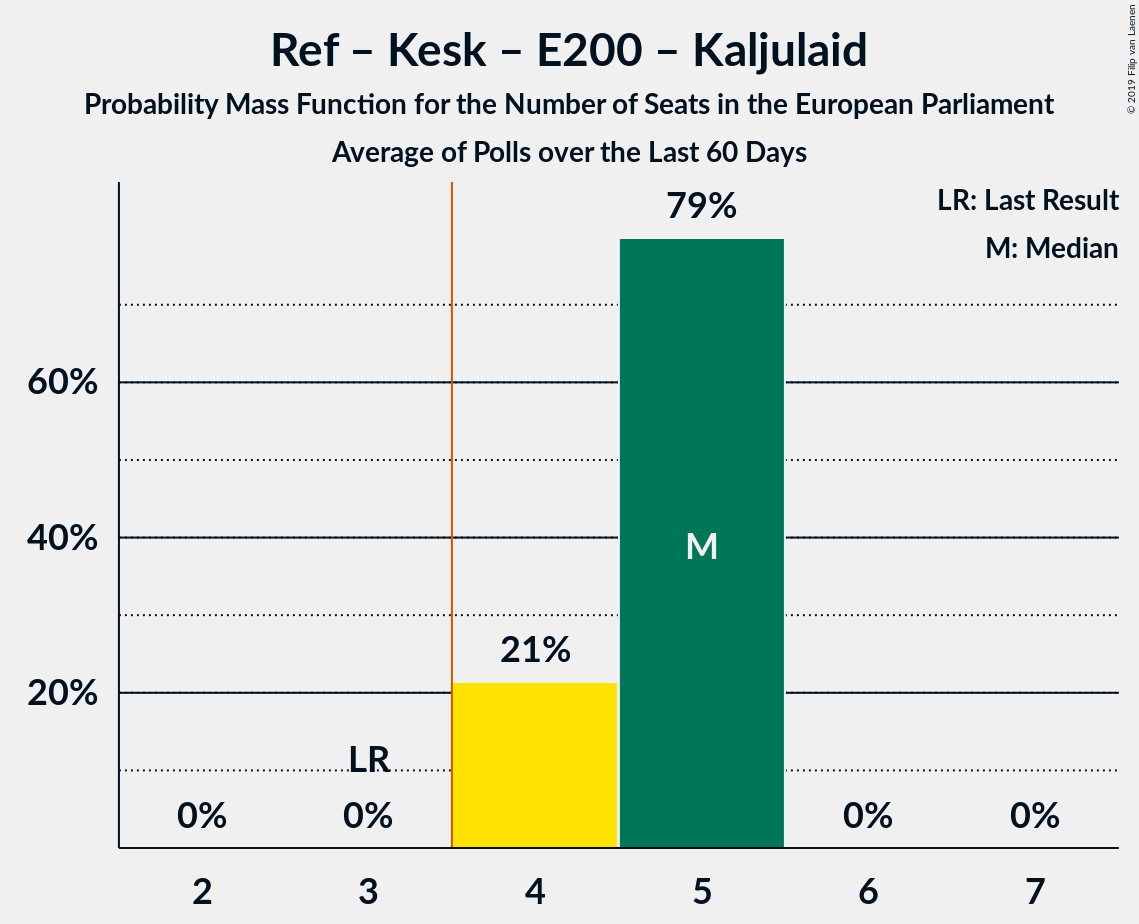 Ref – Kesk – E200 – Kaljulaid
Probability Mass Function for the Number of Seats in the European Parliament
Average of Polls over the Last 60 Days
© 2019 Filip van Laenen
LR: Last Result
M: Median
79%
60%
40%
M
21%
20%
LR
0%
0%
0%
0%
2
3
4
5
6
7